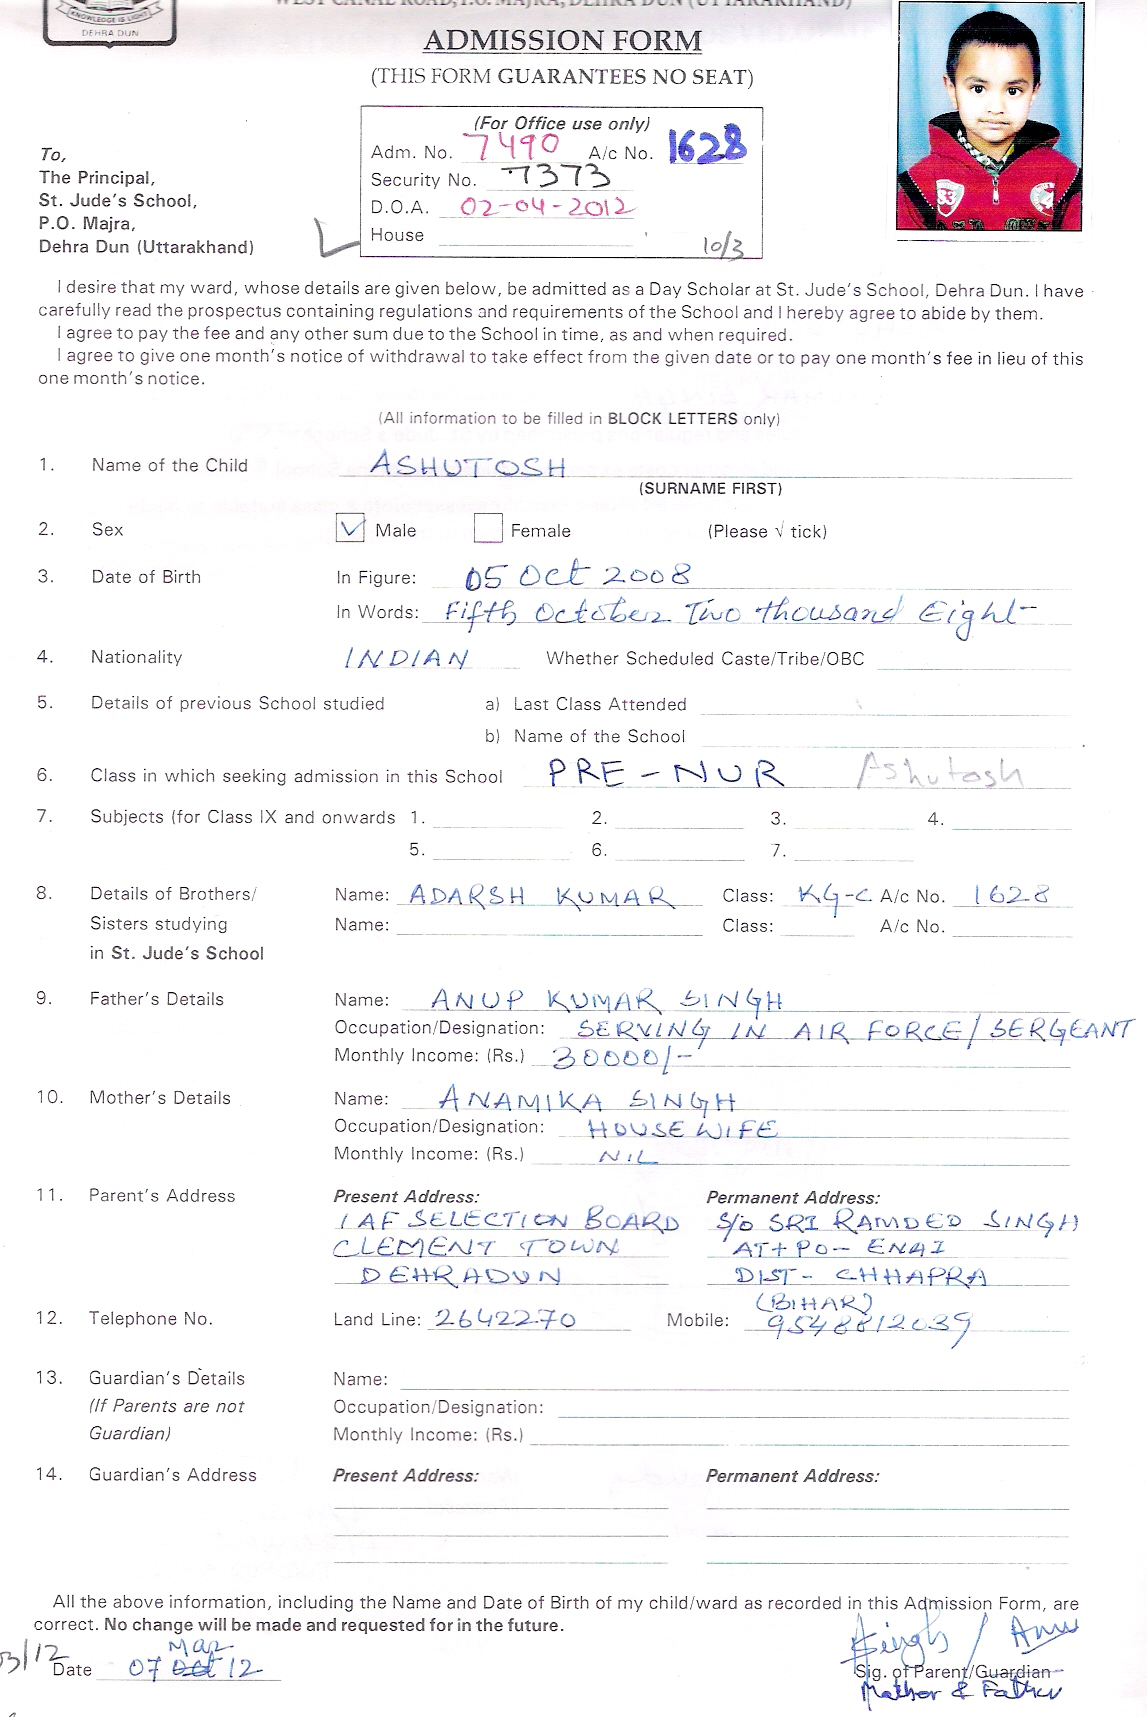 KNOWLEDGE IS LIGHT
DEHRA DUN
WEST CANAL ROAD, P.O. MAJRA, DEHRA DUN (UTTARAKHAND)
ADMISSION FORM
(THIS FORM GUARANTEES NO SEAT)
(For Office use only)
Adm. No. 7490 A/c No. 1628
Security No. 7373
D.O.A. 02-04-2012
House
10/3
To,
The Principal,
St. Jude's School,
P.O. Majra,
Dehra Dun (Uttarakhand)
I desire that my ward, whose details are given below, be admitted as a Day Scholar at St. Jude's School, Dehra Dun. I have
carefully read the prospectus containing regulations and requirements of the School and I hereby agree to abide by them.
I agree to pay the fee and any other sum due to the School in time, as and when required.
I agree to give one month's notice of withdrawal to take effect from the given date or to pay one month's fee in lieu of this
one month's notice.
(All information to be filled in BLOCK LETTERS only)
1. Name of the Child ASHUTOSH
(SURNAME FIRST)
2. Sex ✓ Male Female (Please √ tick)
3. Date of Birth In Figure: 05 Oct 2008
In Words: Fifth October Two thousand Eight
4. Nationality INDIAN Whether Scheduled Caste/Tribe/OBC
5. Details of previous School studied a) Last Class Attended
b) Name of the School
6. Class in which seeking admission in this School PRE-NUR Ashutosh
7. Subjects (for Class IX and onwards 1. 2. 3. 4.
5. 6. 7.
8. Details of Brothers/ Name: ADARSH KUMAR Class: KG-C A/c No. 1628
Sisters studying Name: Class: A/c No.
in St. Jude's School
9. Father's Details Name: ANUP KUMAR SINGH
Occupation/Designation: SERVING IN AIR FORCE/SERGEANT
Monthly Income: (Rs.) 30000/-
10. Mother's Details Name: ANAMIKA SINGH
Occupation/Designation: HOUSE WIFE
Monthly Income: (Rs.) NIL
11. Parent's Address Present Address: Permanent Address:
IAF SELECTION BOARD S/o SRI RAMDED SINGH
CLEMENT TOWN AT+PO- ENAI
DEHRADUN DIST- CHHAPRA
(BIHAR)
12. Telephone No. Land Line: 2642270 Mobile: 9548812039
13. Guardian's Details Name:
(If Parents are not Occupation/Designation:
Guardian) Monthly Income: (Rs.)
14. Guardian's Address Present Address: Permanent Address:
All the above information, including the Name and Date of Birth of my child/ward as recorded in this Admission Form, are
correct. No change will be made and requested for in the future.
Mar
Date 07 Oct 12
Singh / Anup
Sig. of Parent/Guardian
Mother & Father